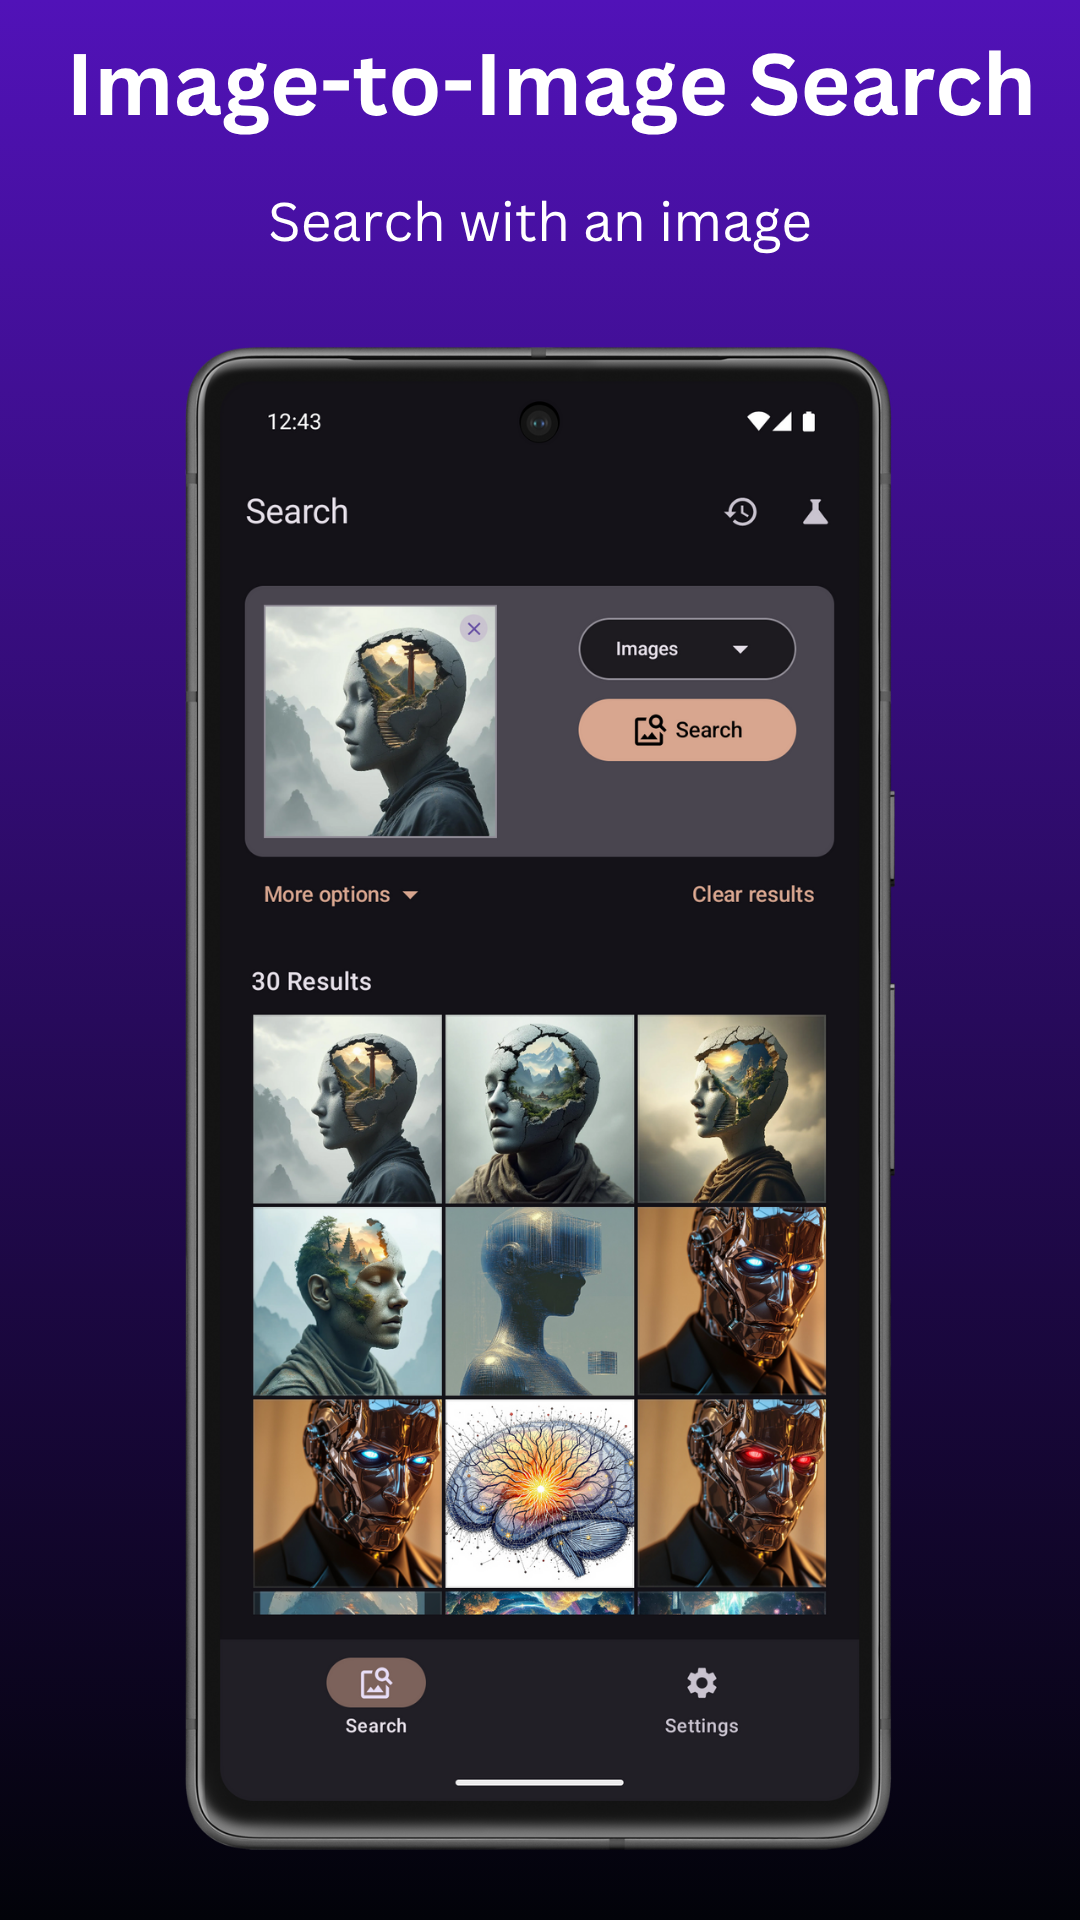 Image-to-Image Search
Search with an image
12:43
Search
Images
Search
More options
Clear results
30 Results
Search
Settings